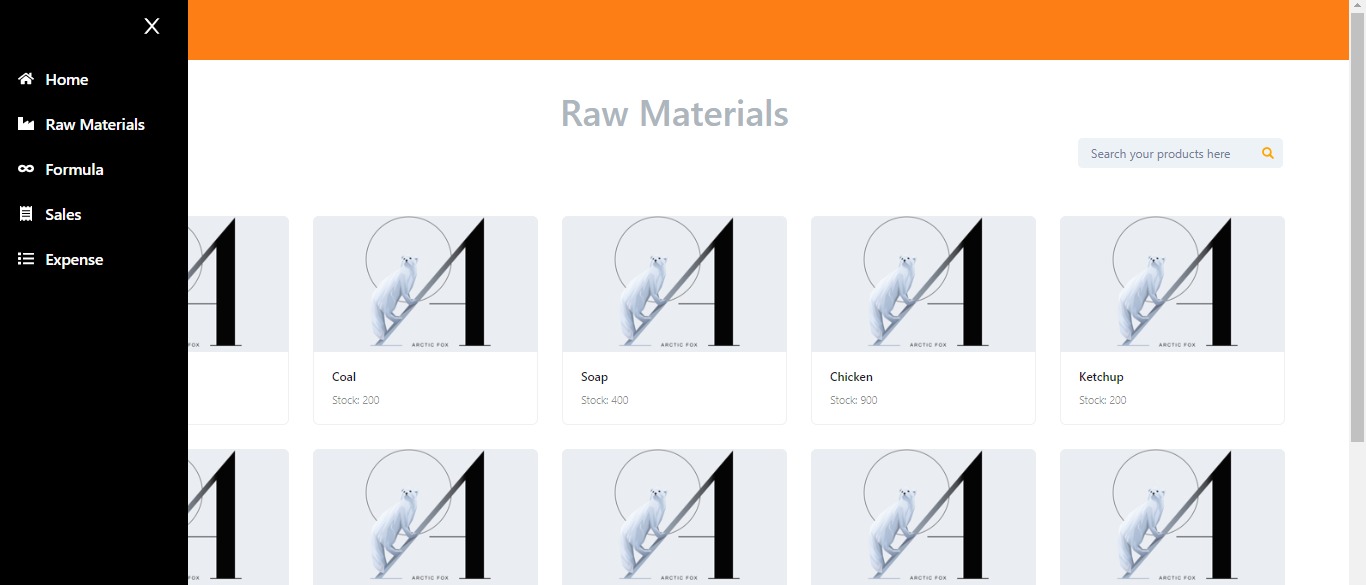 X
Home
Raw Materials
Formula
Sales
Expense
Raw Materials
Search your products here
FOX
ARCTIC FOX
ARCTIC FOX
ARCTIC FOX
ARCTIC FOX
Coal
Soap
Chicken
Ketchup
Stock: 200
Stock: 400
Stock: 900
Stock: 200
FOX
ARCTIC FOX
ARCTIC FOX
ARCTIC FOX
ARCTIC FOX